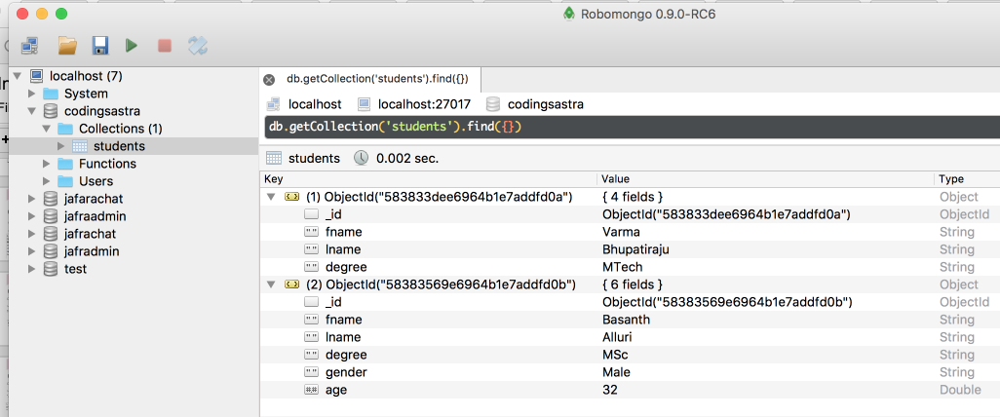 Robomongo 0.9.0-RC6
localhost (7)
System
codingsastra
Collections (1)
students
Functions
Users
jafarachat
jafraadmin
jafrachat
jafradmin
test
db.getCollection('students').find({})
localhost localhost:27017 codingsastra
db.getCollection('students').find({})
students 0.002 sec.
Key Value Type
(1) ObjectId("583833dee6964b1e7addfd0a") { 4 fields } Object
_id ObjectId("583833dee6964b1e7addfd0a") ObjectId
fname Varma String
lname Bhupatiraju String
degree MTech String
(2) ObjectId("58383569e6964b1e7addfd0b") { 6 fields } Object
_id ObjectId("58383569e6964b1e7addfd0b") ObjectId
fname Basanth String
lname Alluri String
degree MSc String
gender Male String
age 32 Double